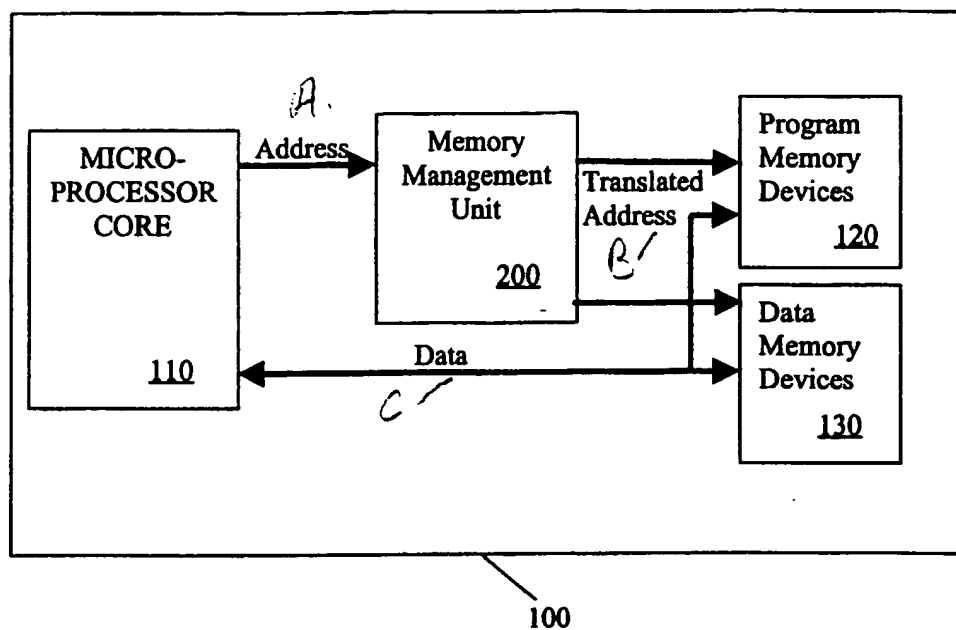 A.
Address
MICRO-
PROCESSOR
CORE
110
Memory
Management
Unit
200
Translated
Address
B
Program
Memory
Devices
120
Data
C
Data
Memory
Devices
130
100